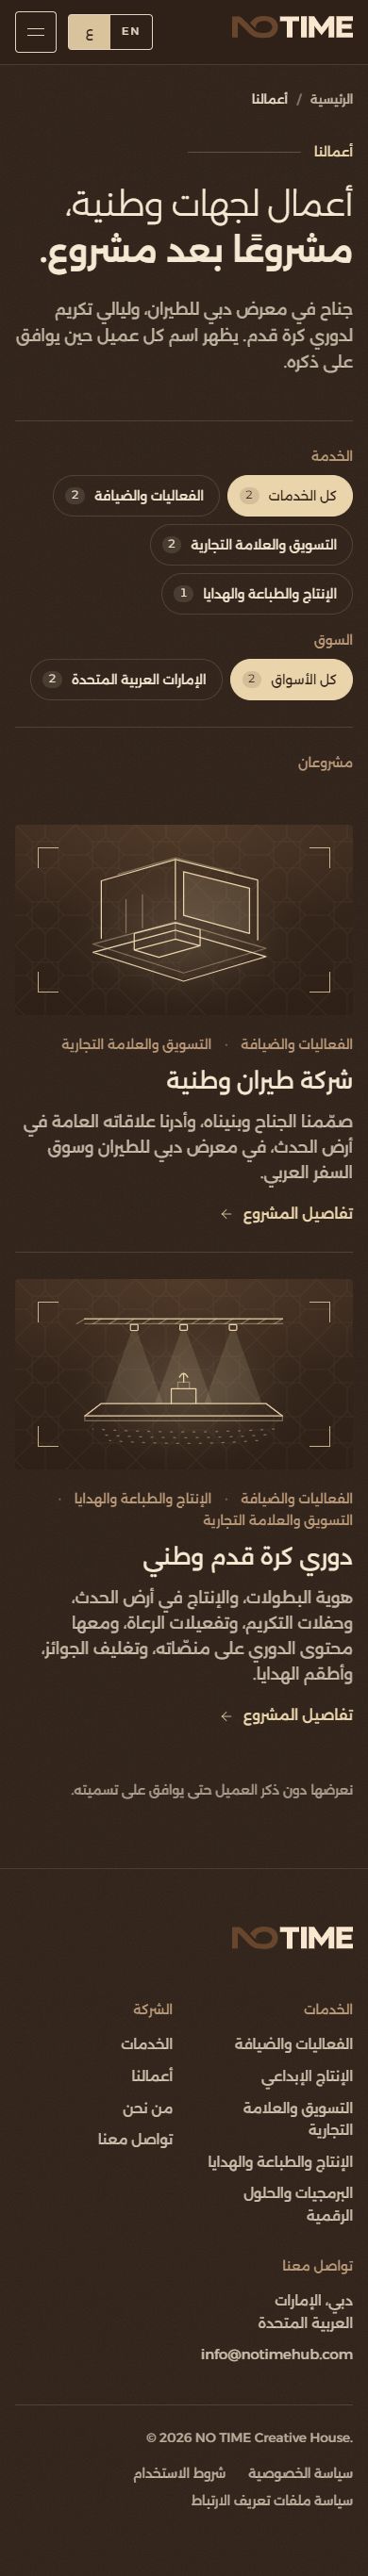 NOTIME
EN ع
الرئيسية / أعمالنا
أعمالنا
أعمال لجهات وطنية،
مشروعًا بعد مشروع.
جناح في معرض دبي للطيران، وليالي تكريم
لدوري كرة قدم. يظهر اسم كل عميل حين يوافق
على ذكره.
الخدمة
كل الخدمات 2 الفعاليات والضيافة 2
التسويق والعلامة التجارية 2
الإنتاج والطباعة والهدايا 1
السوق
كل الأسواق 2 الإمارات العربية المتحدة 2
مشروعان
الفعاليات والضيافة · التسويق والعلامة التجارية
شركة طيران وطنية
صمّمنا الجناح وبنيناه، وأدرنا علاقاته العامة في
أرض الحدث، في معرض دبي للطيران وسوق
السفر العربي.
تفاصيل المشروع ←
الفعاليات والضيافة · الإنتاج والطباعة والهدايا ·
التسويق والعلامة التجارية
دوري كرة قدم وطني
هوية البطولات، والإنتاج في أرض الحدث،
وحفلات التكريم، وتفعيلات الرعاة، ومعها
محتوى الدوري على منصّاته، وتغليف الجوائز،
وأطقم الهدايا.
تفاصيل المشروع ←
نعرضها دون ذكر العميل حتى يوافق على تسميته.
NOTIME
الخدمات
الفعاليات والضيافة
الإنتاج الإبداعي
التسويق والعلامة
التجارية
الإنتاج والطباعة والهدايا
البرمجيات والحلول
الرقمية
الشركة
الخدمات
أعمالنا
من نحن
تواصل معنا
تواصل معنا
دبي، الإمارات
العربية المتحدة
info@notimehub.com
© 2026 NO TIME Creative House.
سياسة الخصوصية شروط الاستخدام
سياسة ملفات تعريف الارتباط